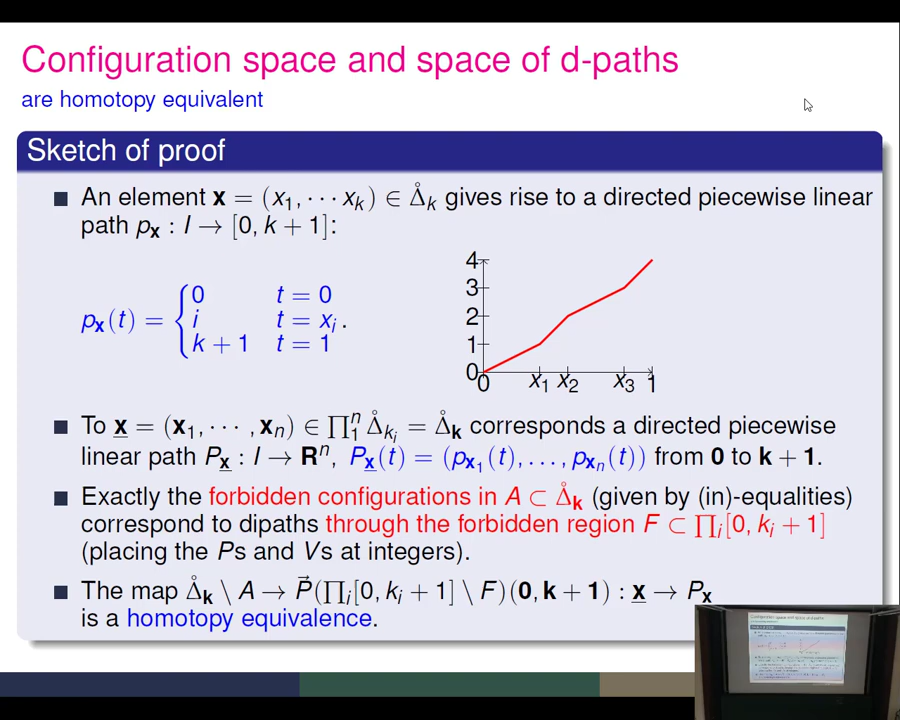 Configuration space and space of d-paths
are homotopy equivalent
Sketch of proof
An element x = (x₁, ··· xₖ) ∈ Δ̊ₖ gives rise to a directed piecewise linear
path pₓ : I → [0, k + 1]:
pₓ(t) = { 0 t = 0
i t = xᵢ .
k + 1 t = 1
4
3
2
1
0
0 x₁ x₂ x₃ 1
To x̲ = (x₁, ··· , xₙ) ∈ ∏₁ⁿ Δ̊ₖᵢ = Δ̊ₖ corresponds a directed piecewise
linear path Pₓ̲ : I → Rⁿ, Pₓ̲(t) = (pₓ₁(t), . . . , pₓₙ(t)) from 0 to k + 1.
Exactly the forbidden configurations in A ⊂ Δ̊ₖ (given by (in)-equalities)
correspond to dipaths through the forbidden region F ⊂ ∏ᵢ[0, kᵢ + 1]
(placing the Ps and Vs at integers).
The map Δ̊ₖ \ A → P⃗(∏ᵢ[0, kᵢ + 1] \ F)(0, k + 1) : x̲ → Pₓ
is a homotopy equivalence.